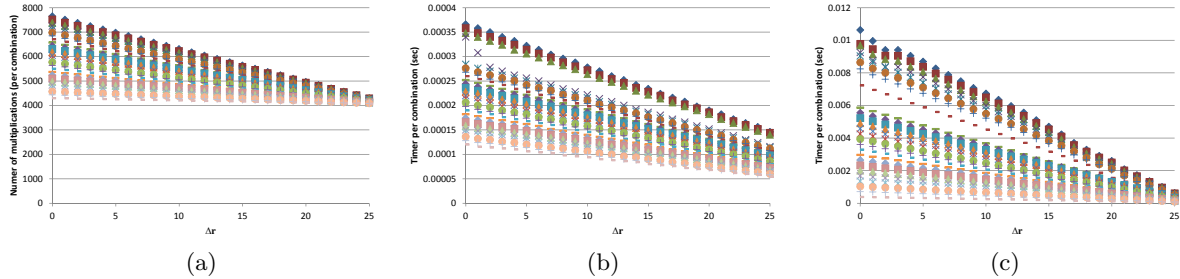 Numer of multiplications (per combination)
8000
7000
6000
5000
4000
3000
2000
1000
0
0 5 10 15 20 25
Δr
(a)
Timer per combination (sec)
0.0004
0.00035
0.0003
0.00025
0.0002
0.00015
0.0001
0.00005
0
0 5 10 15 20 25
Δr
(b)
Timer per combination (sec)
0.012
0.01
0.008
0.006
0.004
0.002
0
0 5 10 15 20 25
Δr
(c)